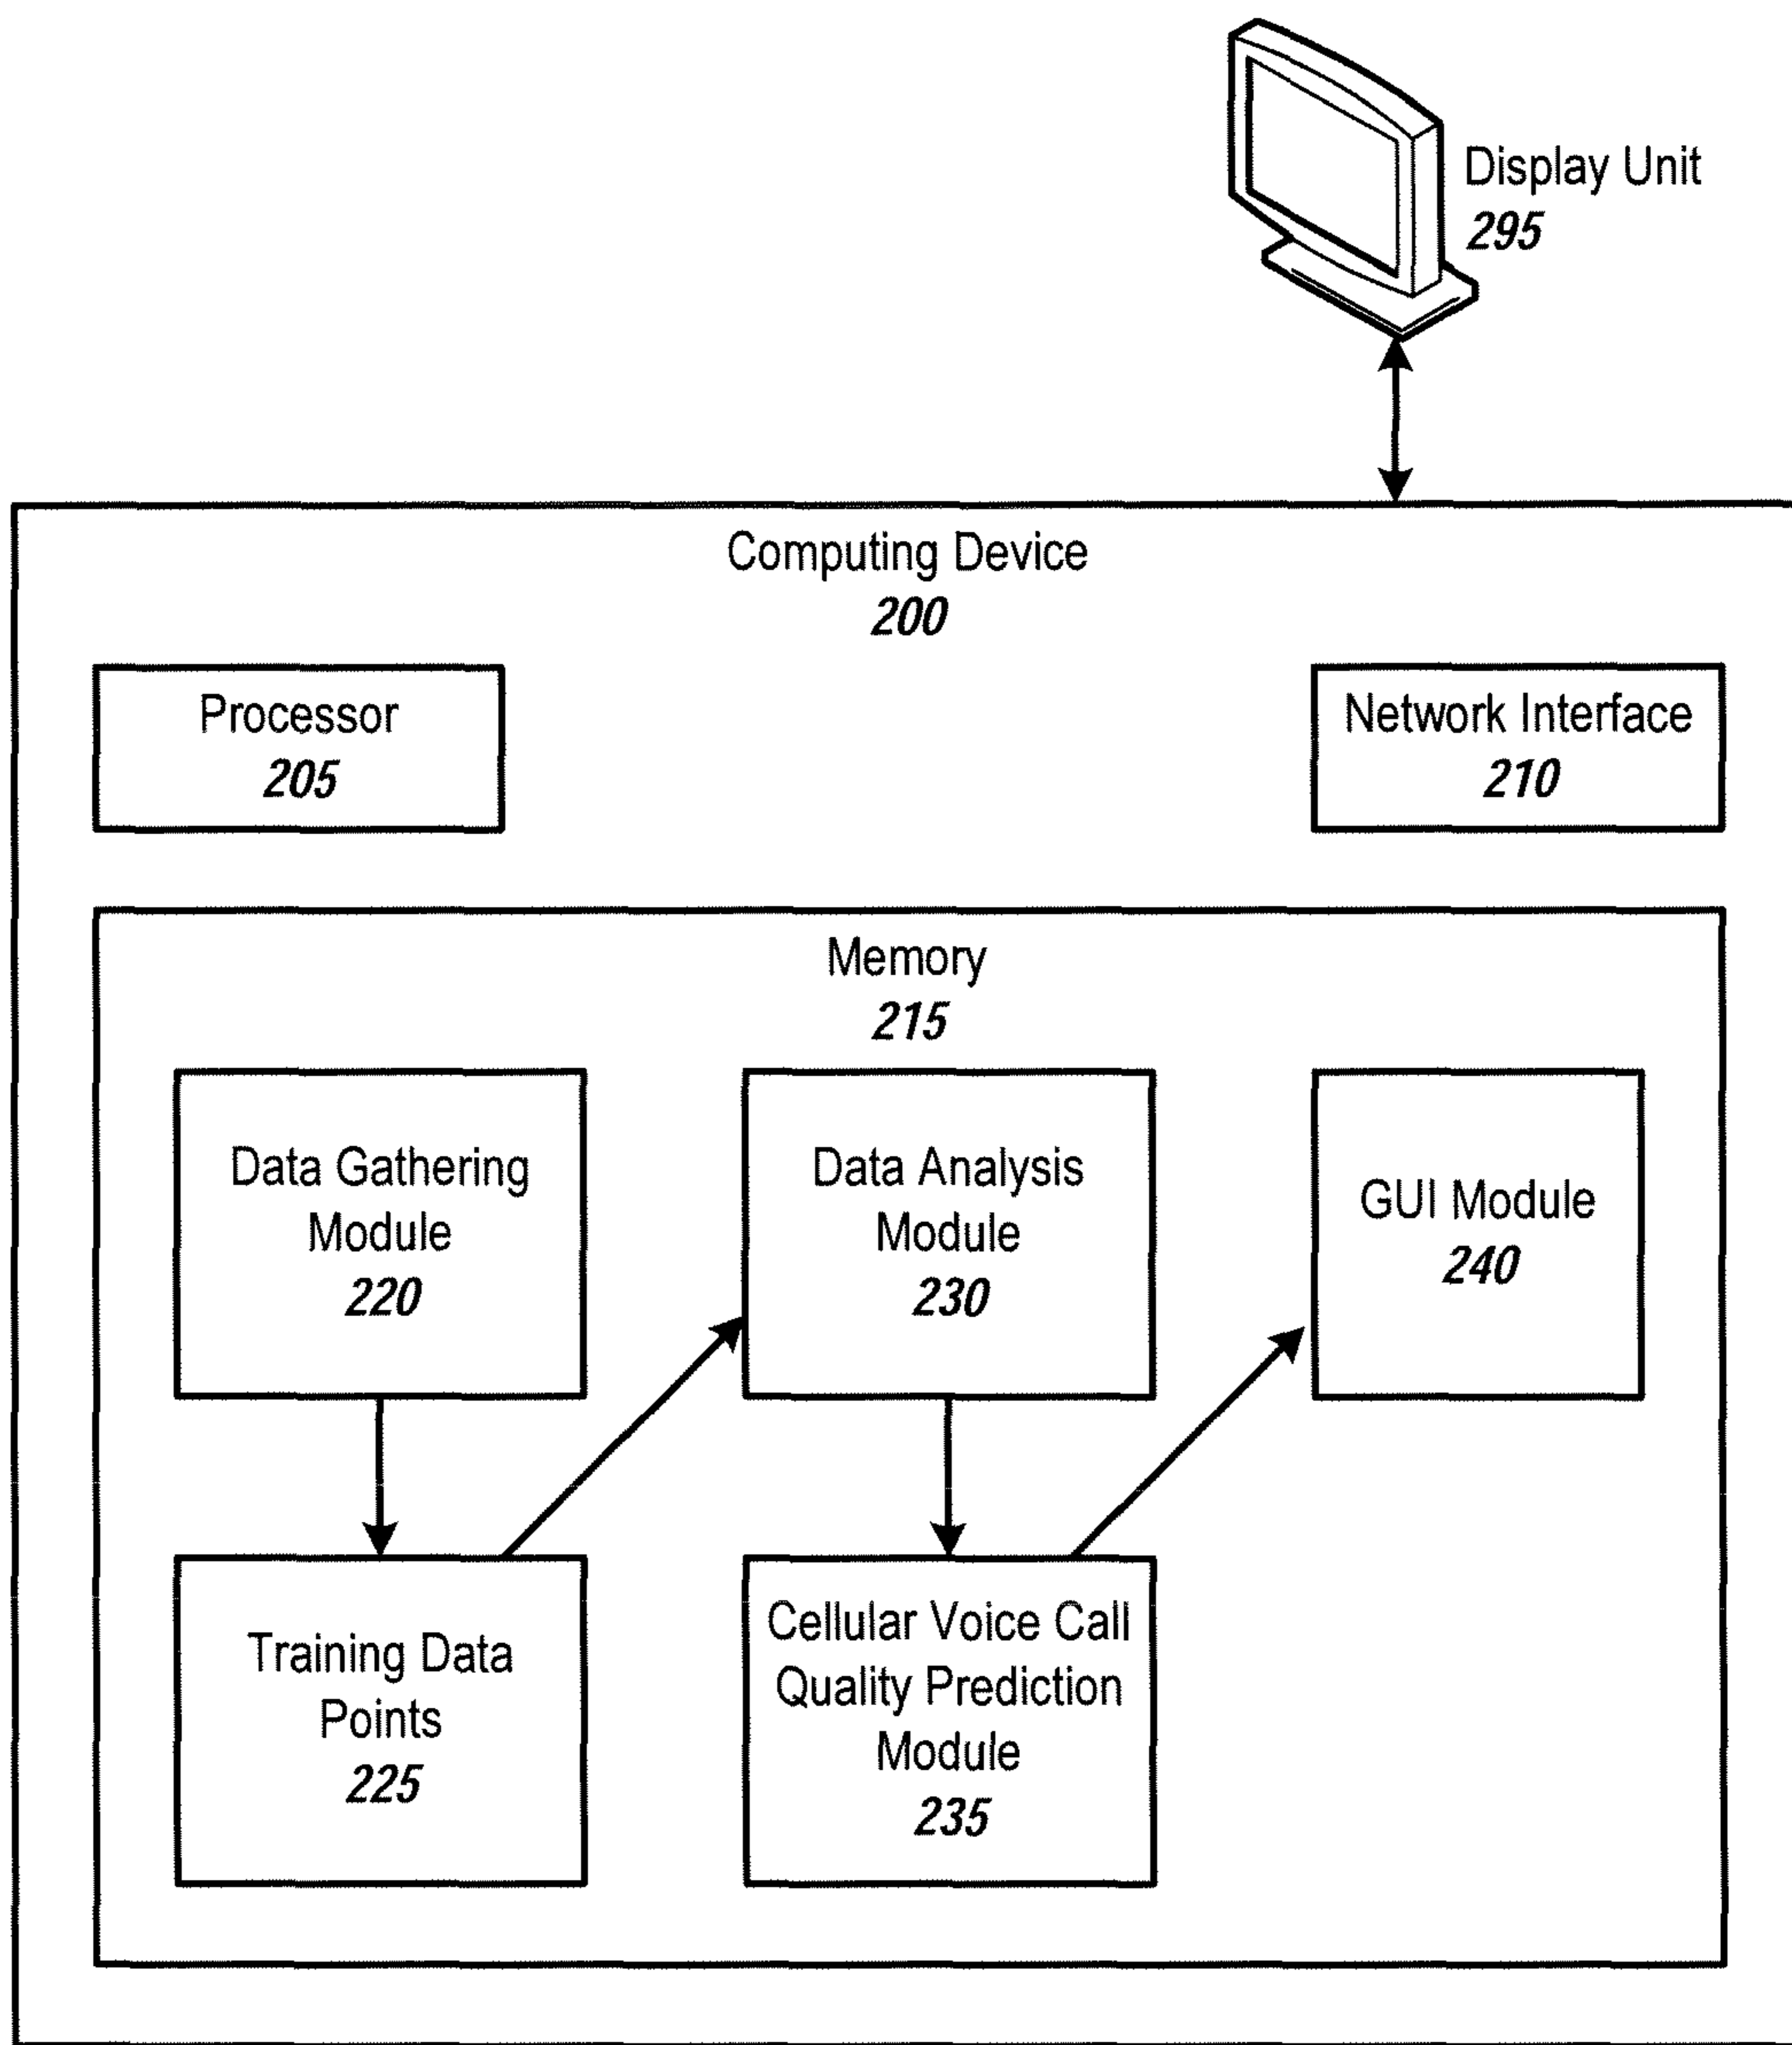 Display Unit
295
Computing Device
200
Processor
205
Network Interface
210
Memory
215
Data Gathering
Module
220
Data Analysis
Module
230
GUI Module
240
Training Data
Points
225
Cellular Voice Call
Quality Prediction
Module
235